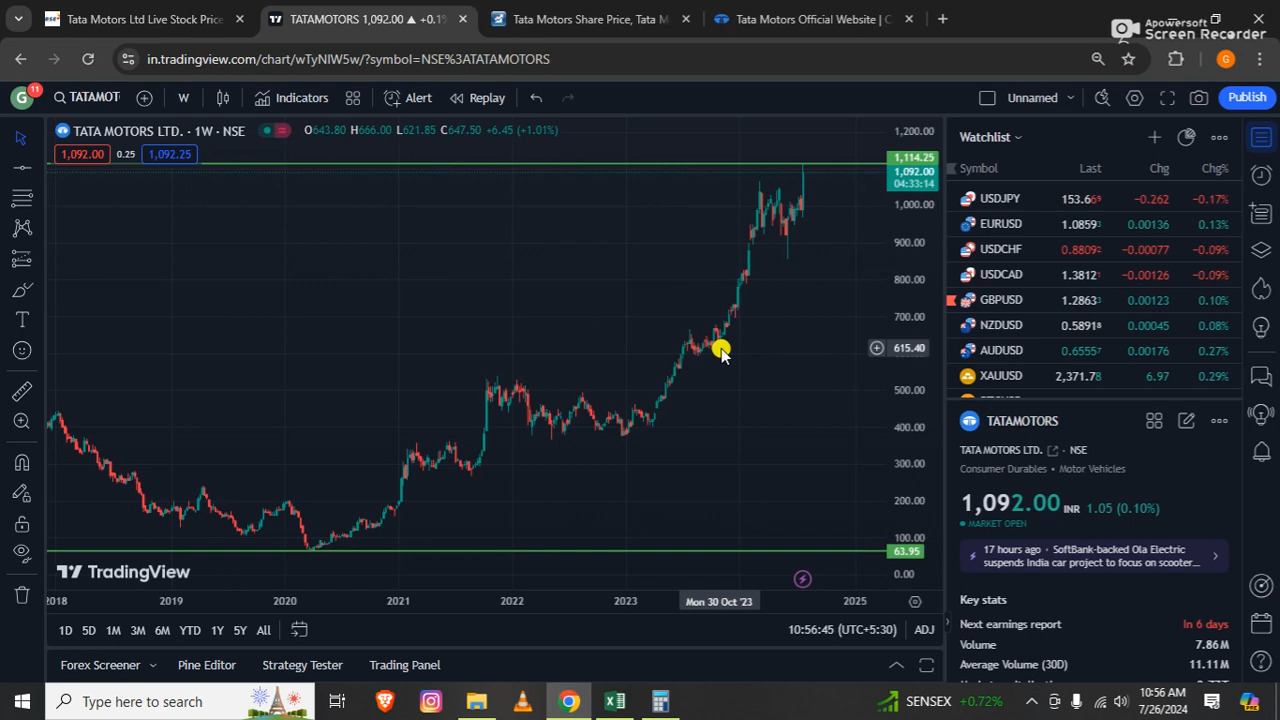 Tata Motors Ltd Live Stock Price
TATAMOTORS 1,092.00 ▲ +0.1%
Tata Motors Share Price, Tata M
Tata Motors Official Website | C
Apowersoft
Screen Recorder
in.tradingview.com/chart/wTyNIW5w/?symbol=NSE%3ATATAMOTORS
G
G
11
TATAMOT
W
Indicators
Alert
Replay
Unnamed
Publish
TATA MOTORS LTD. · 1W · NSE
O643.80 H666.00 L621.85 C647.50 +6.45 (+1.01%)
1,092.00
0.25
1,092.25
1,200.00
1,114.25
1,092.00
04:33:14
1,000.00
900.00
800.00
700.00
615.40
500.00
400.00
300.00
200.00
100.00
63.95
0.00
TradingView
2018
2019
2020
2021
2022
2023
Mon 30 Oct '23
2025
1D 5D 1M 3M 6M YTD 1Y 5Y All
10:56:45 (UTC+5:30)
ADJ
Forex Screener
Pine Editor
Strategy Tester
Trading Panel
Watchlist
Symbol Last Chg Chg%
USDJPY 153.669 -0.262 -0.17%
EURUSD 1.0859 0.00136 0.13%
USDCHF 0.8809 -0.00077 -0.09%
USDCAD 1.3812 -0.00126 -0.09%
GBPUSD 1.2863 0.00123 0.10%
NZDUSD 0.58918 0.00045 0.08%
AUDUSD 0.6555 0.00176 0.27%
XAUUSD 2,371.78 6.97 0.29%
TATAMOTORS
TATA MOTORS LTD. · NSE
Consumer Durables • Motor Vehicles
1,092.00 INR 1.05 (0.10%)
MARKET OPEN
17 hours ago • SoftBank-backed Ola Electric
suspends India car project to focus on scooter...
Key stats
Next earnings report In 6 days
Volume 7.86M
Average Volume (30D) 11.11M
Type here to search
SENSEX +0.72%
10:56 AM
7/26/2024